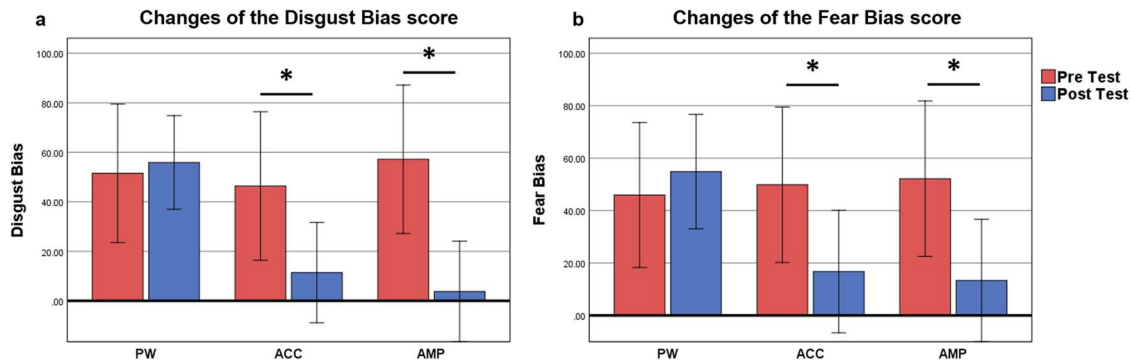 a
Changes of the Disgust Bias score
100.00
80.00
60.00
40.00
20.00
.00
Disgust Bias
*
*
PW
ACC
AMP
b
Changes of the Fear Bias score
100.00
80.00
60.00
40.00
20.00
.00
Fear Bias
*
*
PW
ACC
AMP
Pre Test
Post Test